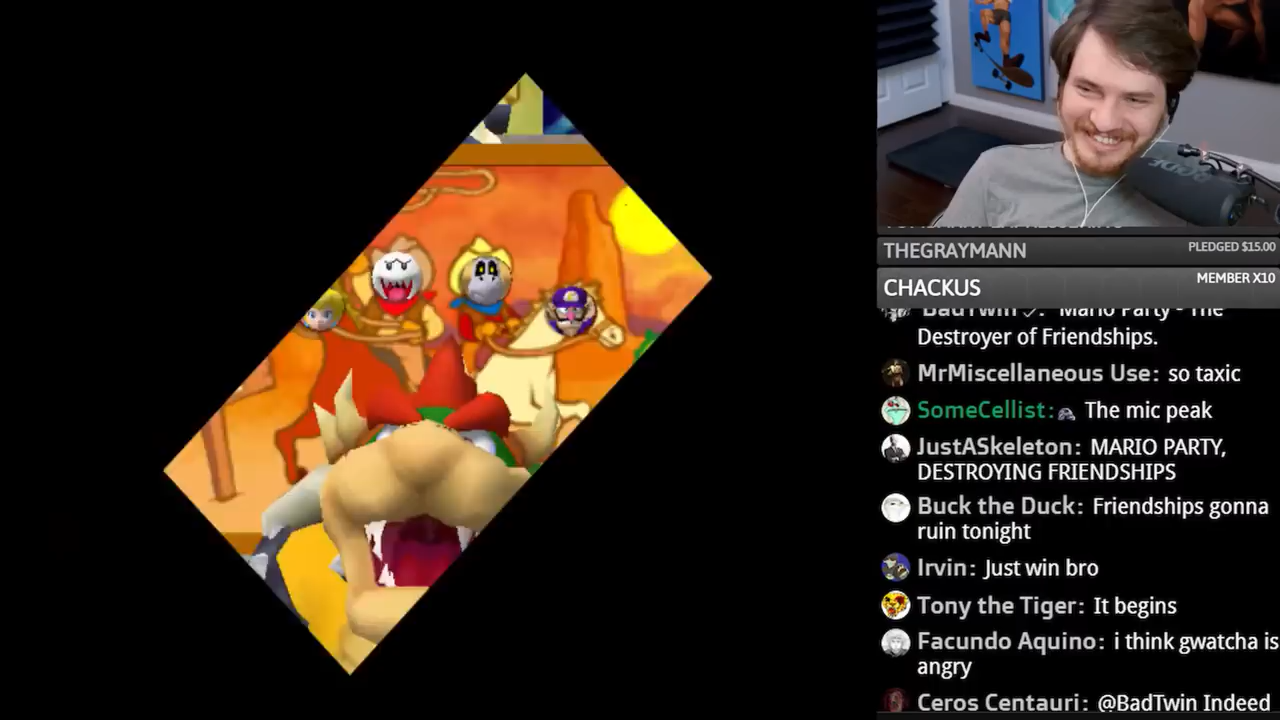 THEGRAYMANN PLEDGED $15.00
CHACKUS MEMBER X10
BadTwin: Mario Party - The
Destroyer of Friendships.
MrMiscellaneous Use: so taxic
SomeCellist: The mic peak
JustASkeleton: MARIO PARTY,
DESTROYING FRIENDSHIPS
Buck the Duck: Friendships gonna
ruin tonight
Irvin: Just win bro
Tony the Tiger: It begins
Facundo Aquino: i think gwatcha is
angry
Ceros Centauri: @BadTwin Indeed